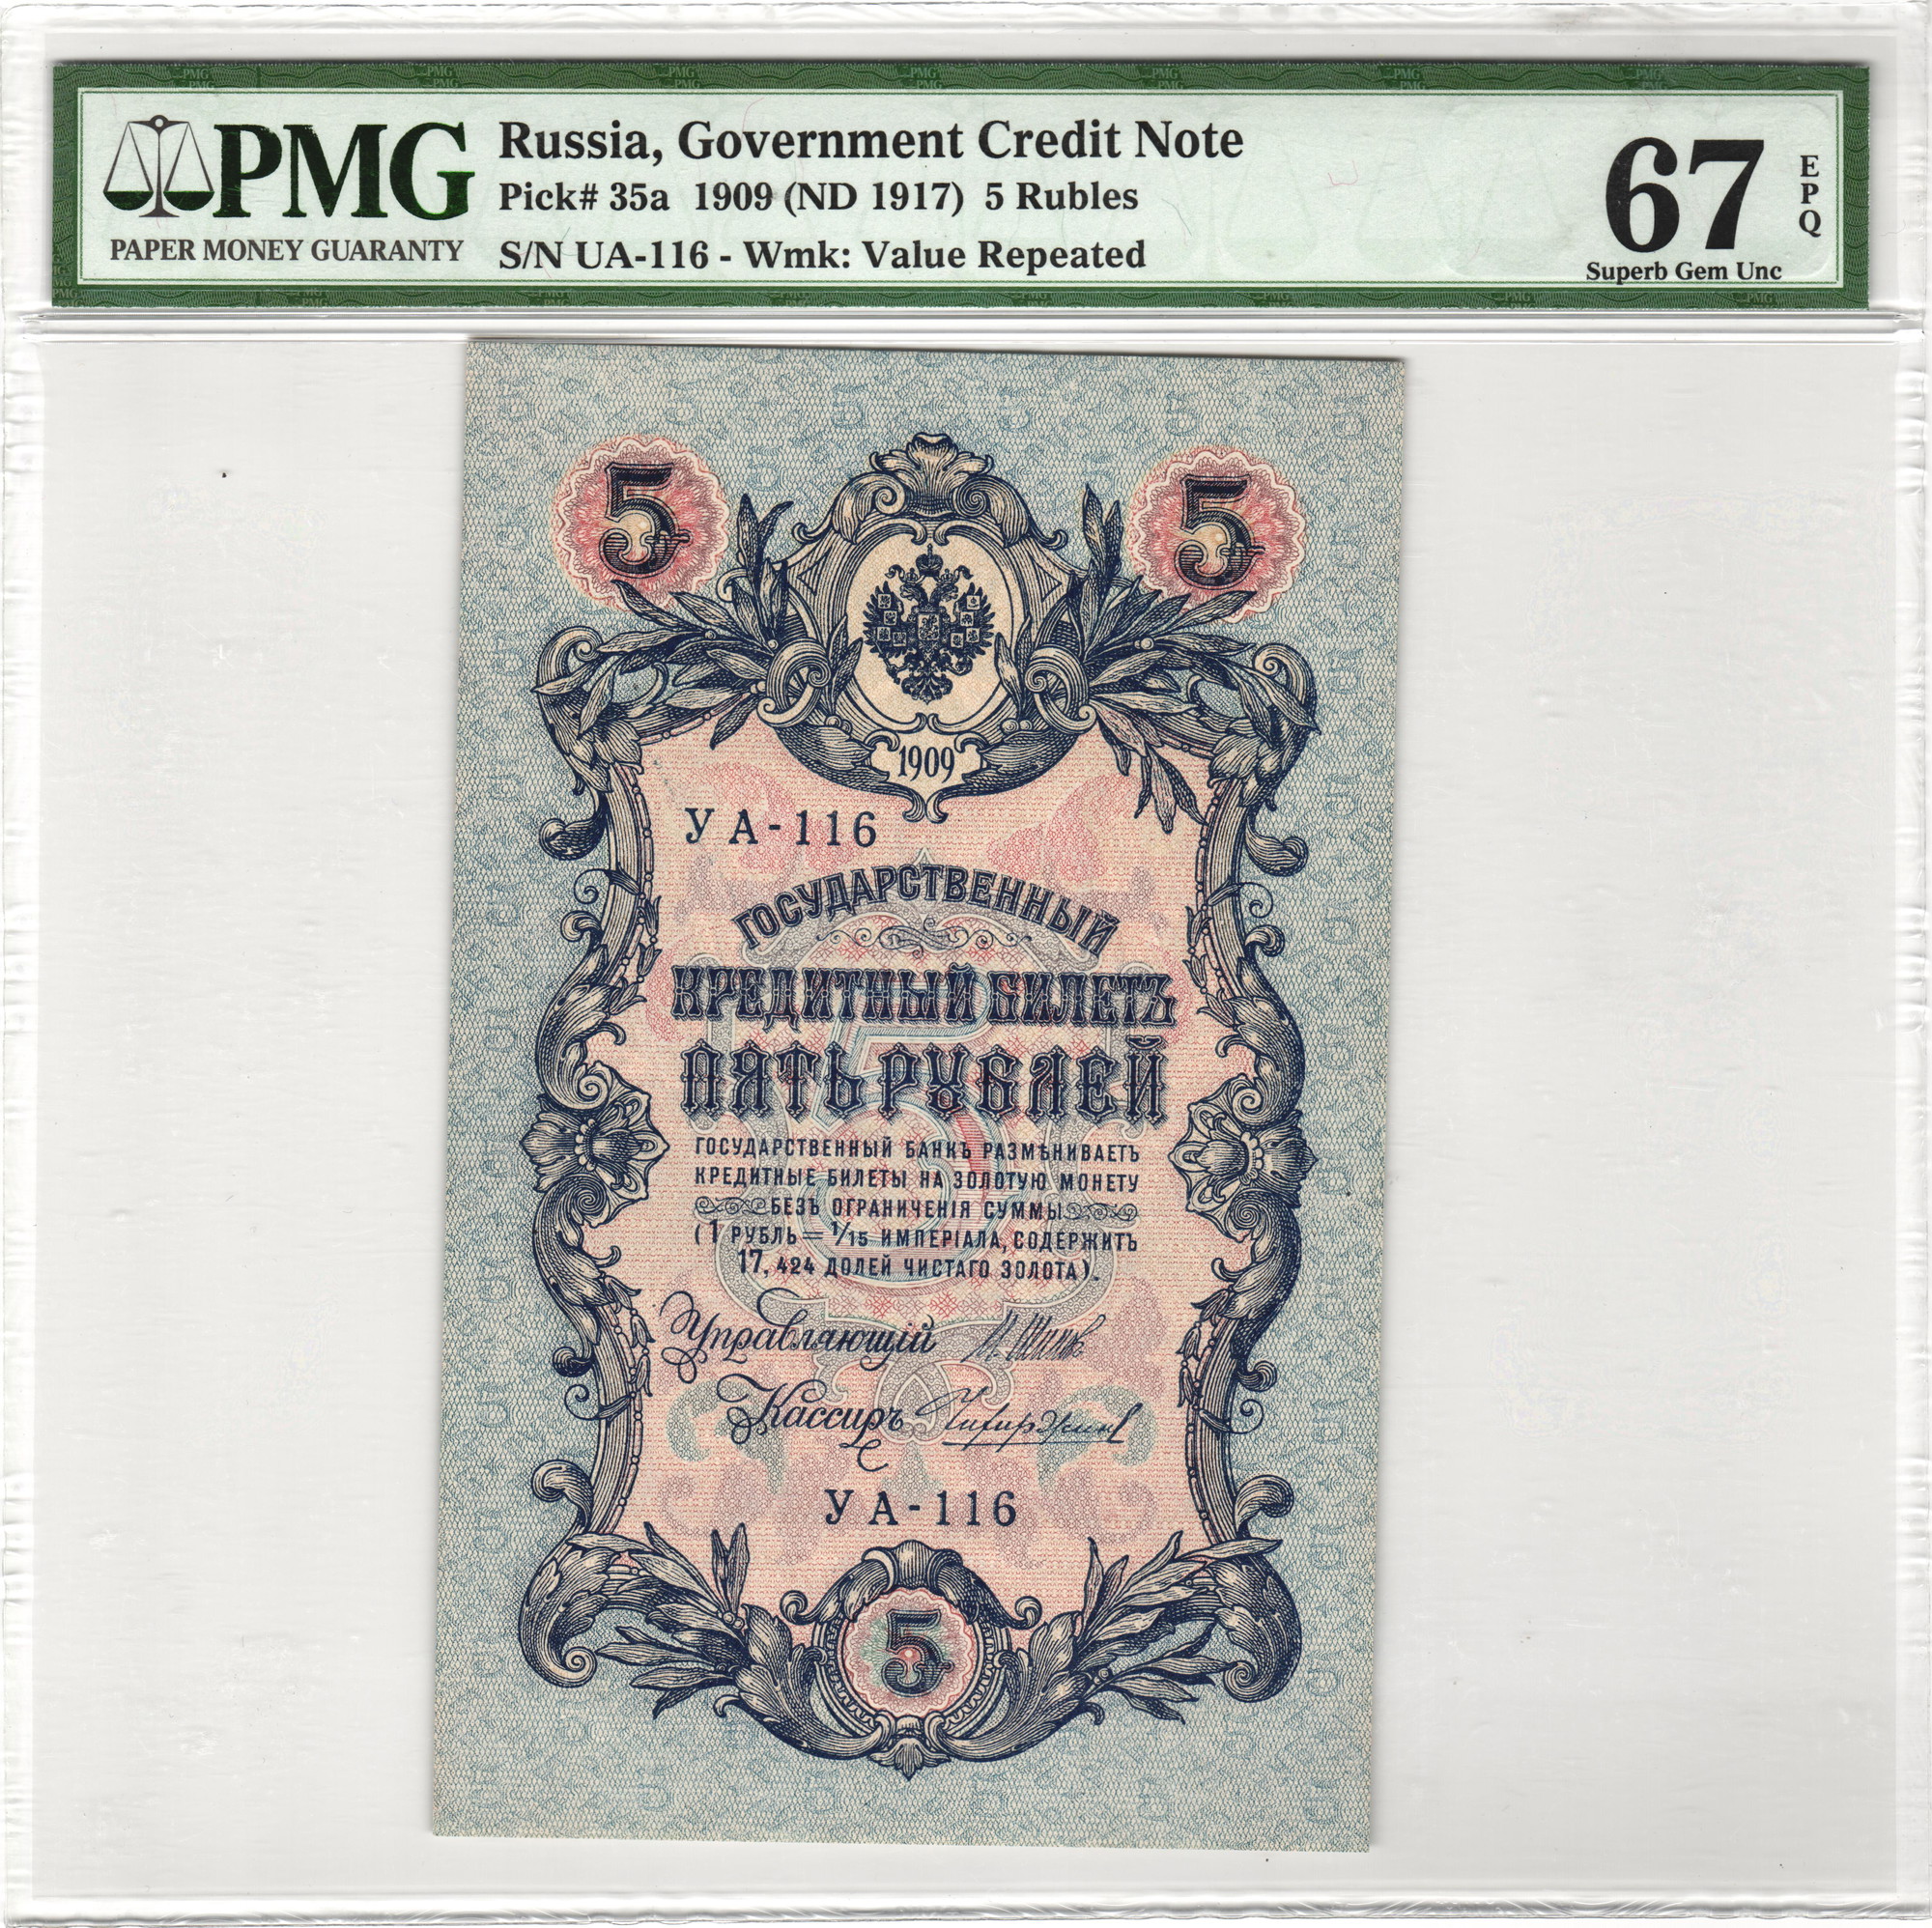 PMG
PAPER MONEY GUARANTY
Russia, Government Credit Note
Pick# 35a 1909 (ND 1917) 5 Rubles
S/N UA-116 - Wmk: Value Repeated
67
EPQ
Superb Gem Unc
5
5
1909
УА-116
ГОСУДАРСТВЕННЫЙ
КРЕДИТНЫЙ БИЛЕТЪ
ПЯТЬ РУБЛЕЙ
ГОСУДАРСТВЕННЫЙ БАНКЪ РАЗМѢНИВАЕТЪ
КРЕДИТНЫЕ БИЛЕТЫ НА ЗОЛОТУЮ МОНЕТУ
БЕЗЪ ОГРАНИЧЕНІЯ СУММЫ
(1 РУБЛЬ = 1/15 ИМПЕРІАЛА, СОДЕРЖИТЪ
17,424 ДОЛЕЙ ЧИСТАГО ЗОЛОТА).
Управляющій
Кассиръ
УА-116
5